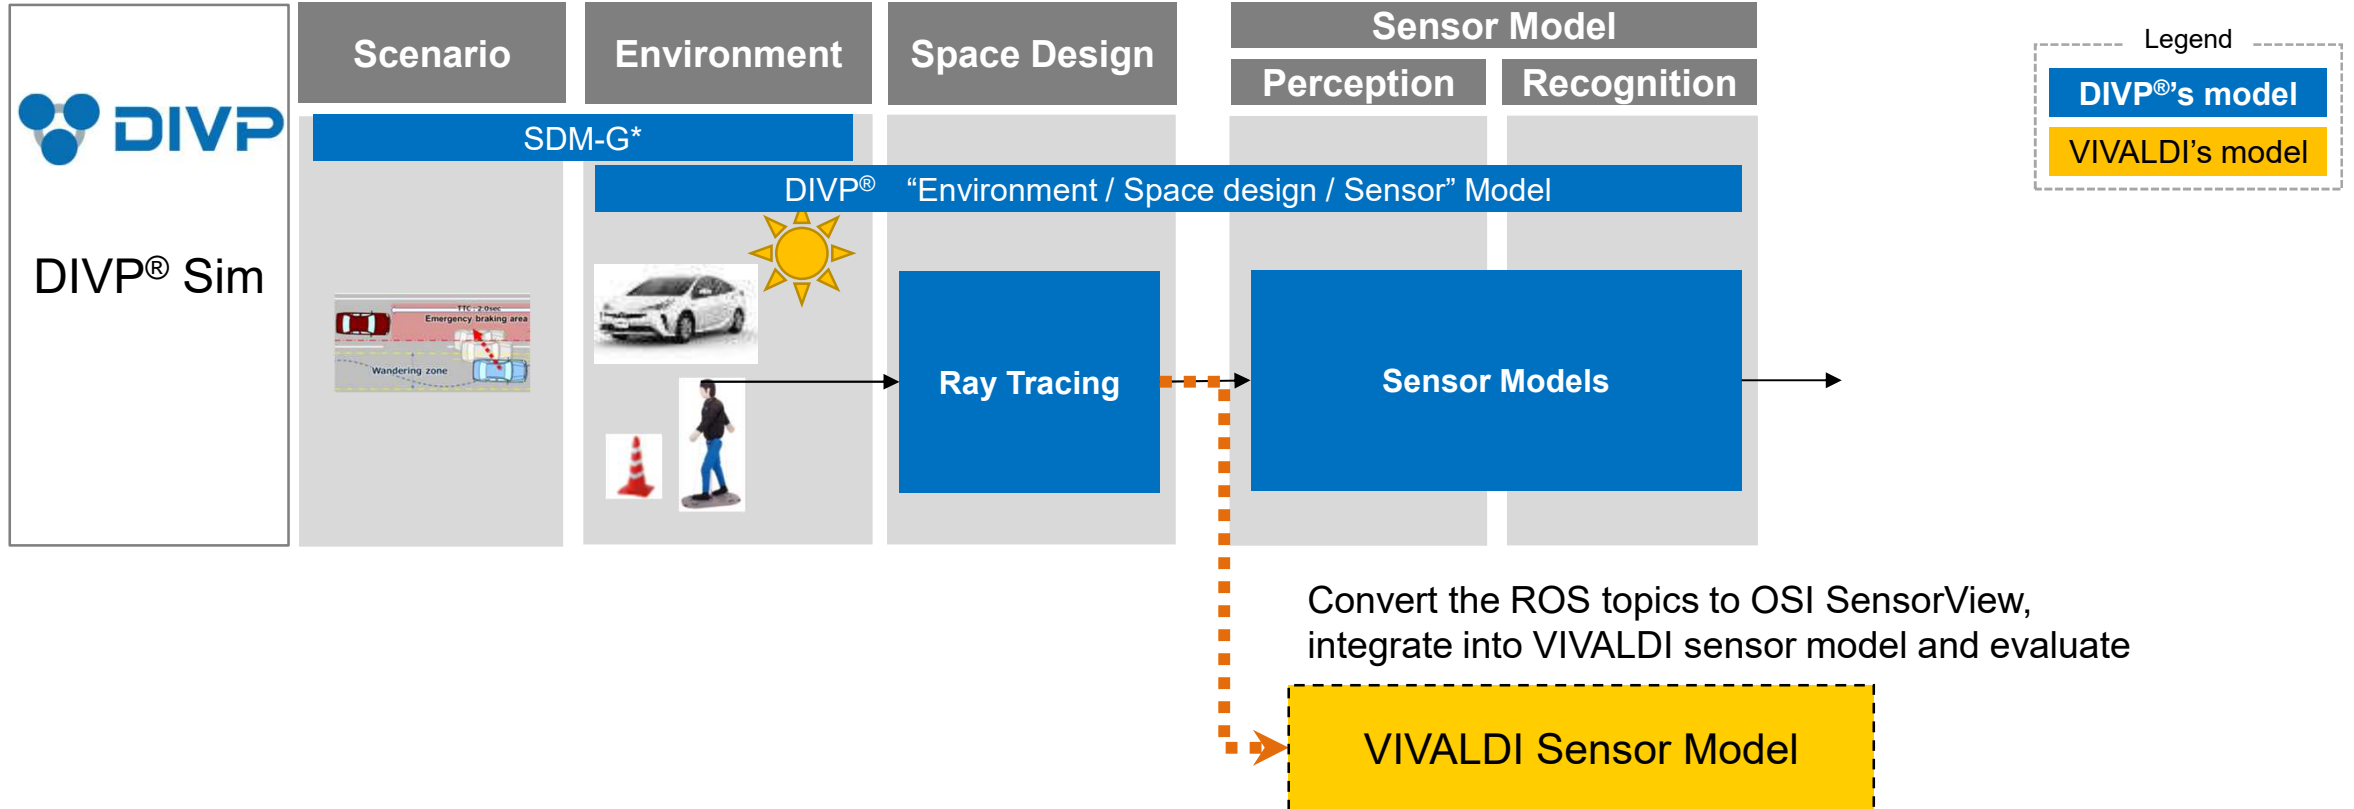 DIVP
DIVP® Sim
Scenario
Environment
Space Design
Sensor Model
Perception
Recognition
Legend
DIVP®'s model
VIVALDI's model
SDM-G*
DIVP® “Environment / Space design / Sensor” Model
TTC : 2.0sec
Emergency braking area
Wandering zone
Ray Tracing
Sensor Models
Convert the ROS topics to OSI SensorView,
integrate into VIVALDI sensor model and evaluate
VIVALDI Sensor Model